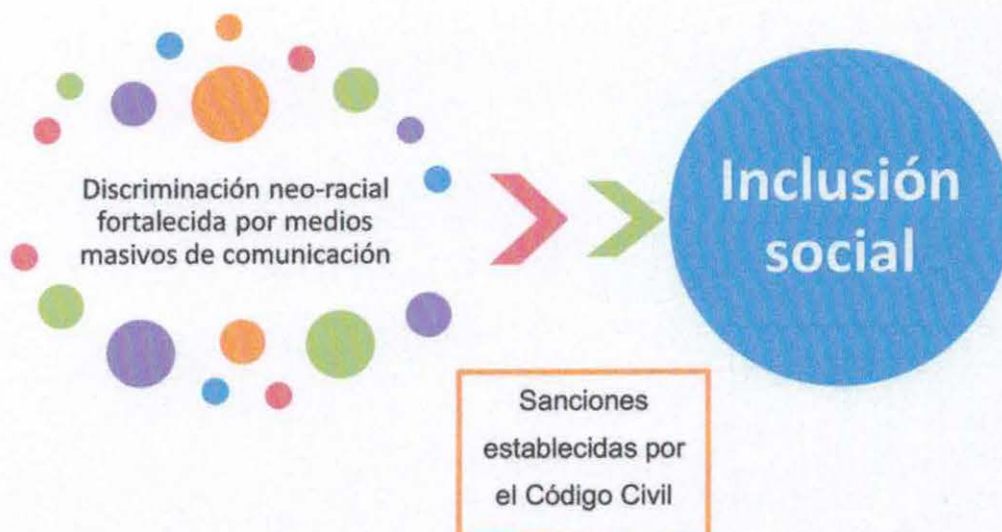 Discriminación neo-racial
fortalecida por medios
masivos de comunicación
Inclusión
social
Sanciones
establecidas por
el Código Civil